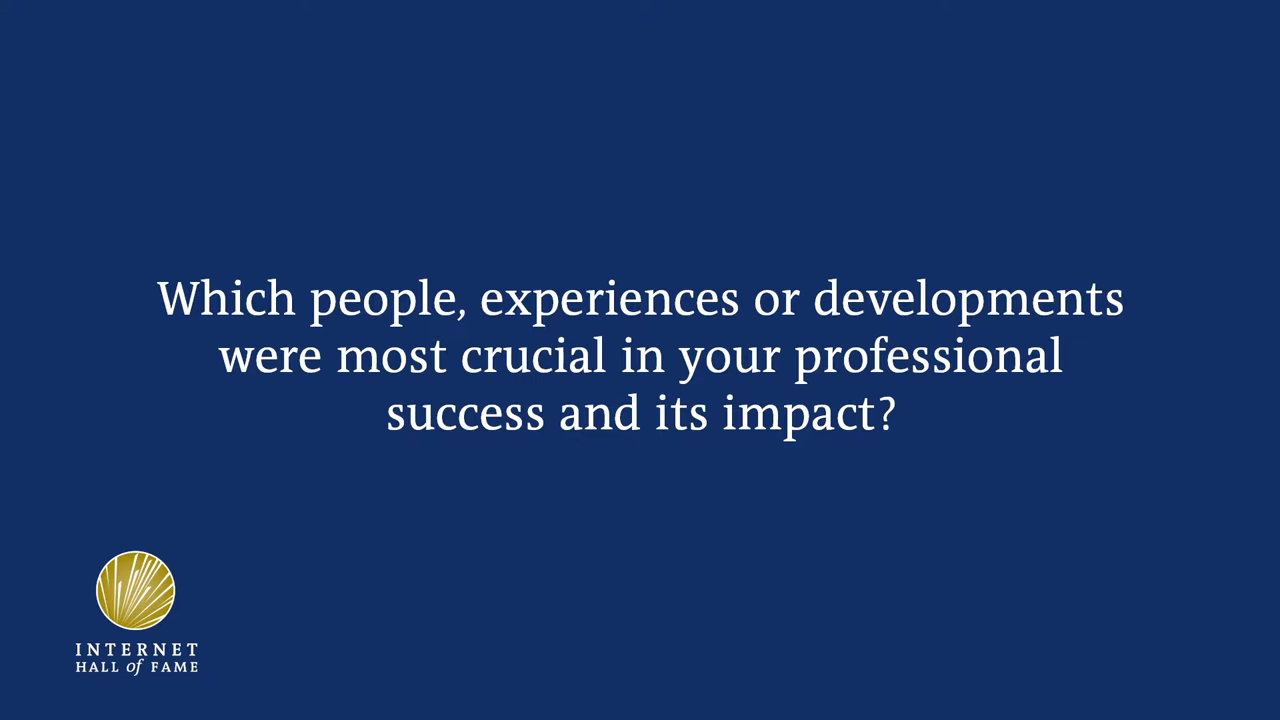 Which people, experiences or developments
were most crucial in your professional
success and its impact?
INTERNET
HALL of FAME